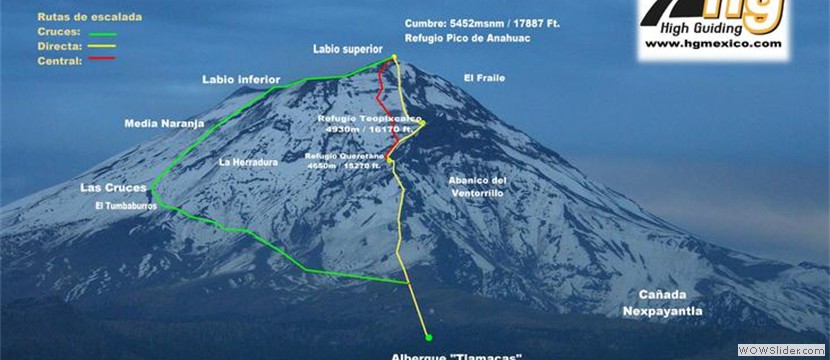 Rutas de escalada
Cruces:
Directa:
Central:
Cumbre: 5452msnm / 17887 Ft.
Refugio Pico de Anahuac
hg
High Guiding
www.hgmexico.com
Labio superior
Labio inferior
El Fraile
Media Naranja
Refugio Teopixcalco
4930m / 16170 ft.
La Herradura
Refugio Queretano
4660m / 15270 ft.
Las Cruces
Abanico del
Ventorrillo
El Tumbaburros
Cañada
Nexpayantla
Albergue "Tlamacas"
WOWSlider.com